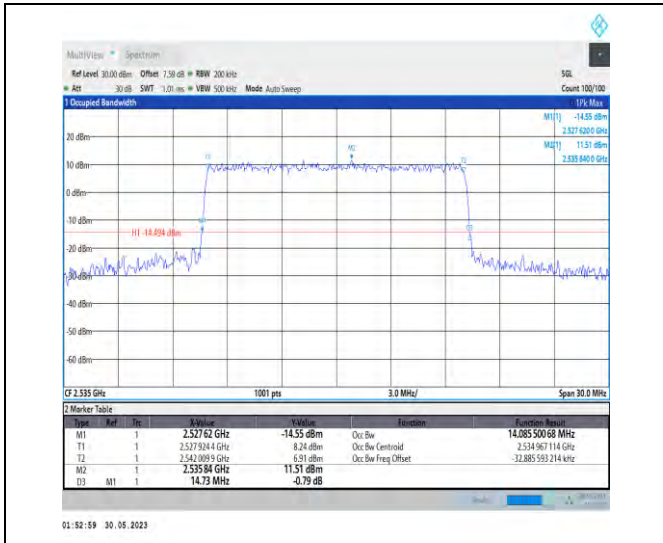 MultiView Spectrum
Ref Level 30.00 dBm Offset 7.59 dB RBW 200 kHz SGL
Att 30 dB SWT 1.01 ms VBW 500 kHz Mode Auto Sweep Count 100/100
1 Occupied Bandwidth 1Pk Max
M1[1] -14.55 dBm
2.527 6200 GHz
M2[1] 11.51 dBm
2.535 8400 GHz
20 dBm
10 dBm
0 dBm
-10 dBm
H1 -14.494 dBm
-20 dBm
-30 dBm
-40 dBm
-50 dBm
-60 dBm
CF 2.535 GHz 1001 pts 3.0 MHz/ Span 30.0 MHz
2 Marker Table
Type Ref Trc X-Value Y-Value Function Function Result
M1 1 2.527 62 GHz -14.55 dBm Occ Bw 14.085 500 68 MHz
T1 1 2.527 924 4 GHz 8.24 dBm Occ Bw Centroid 2.534 967 114 GHz
T2 1 2.542 009 9 GHz 6.91 dBm Occ Bw Freq Offset -32.885 593 214 kHz
M2 1 2.535 84 GHz 11.51 dBm
D3 M1 1 14.73 MHz -0.79 dB
01:52:59 30.05.2023